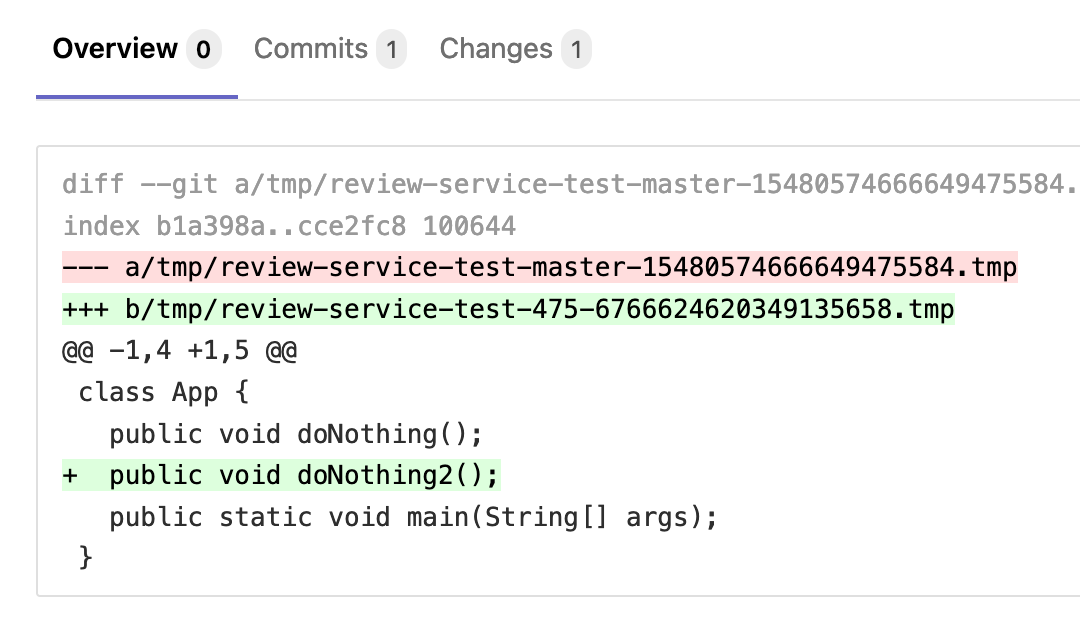 Overview 0 Commits 1 Changes 1
diff --git a/tmp/review-service-test-master-15480574666649475584.
index b1a398a..cce2fc8 100644
--- a/tmp/review-service-test-master-15480574666649475584.tmp
+++ b/tmp/review-service-test-475-6766624620349135658.tmp
@@ -1,4 +1,5 @@
 class App {
   public void doNothing();
+  public void doNothing2();
   public static void main(String[] args);
 }